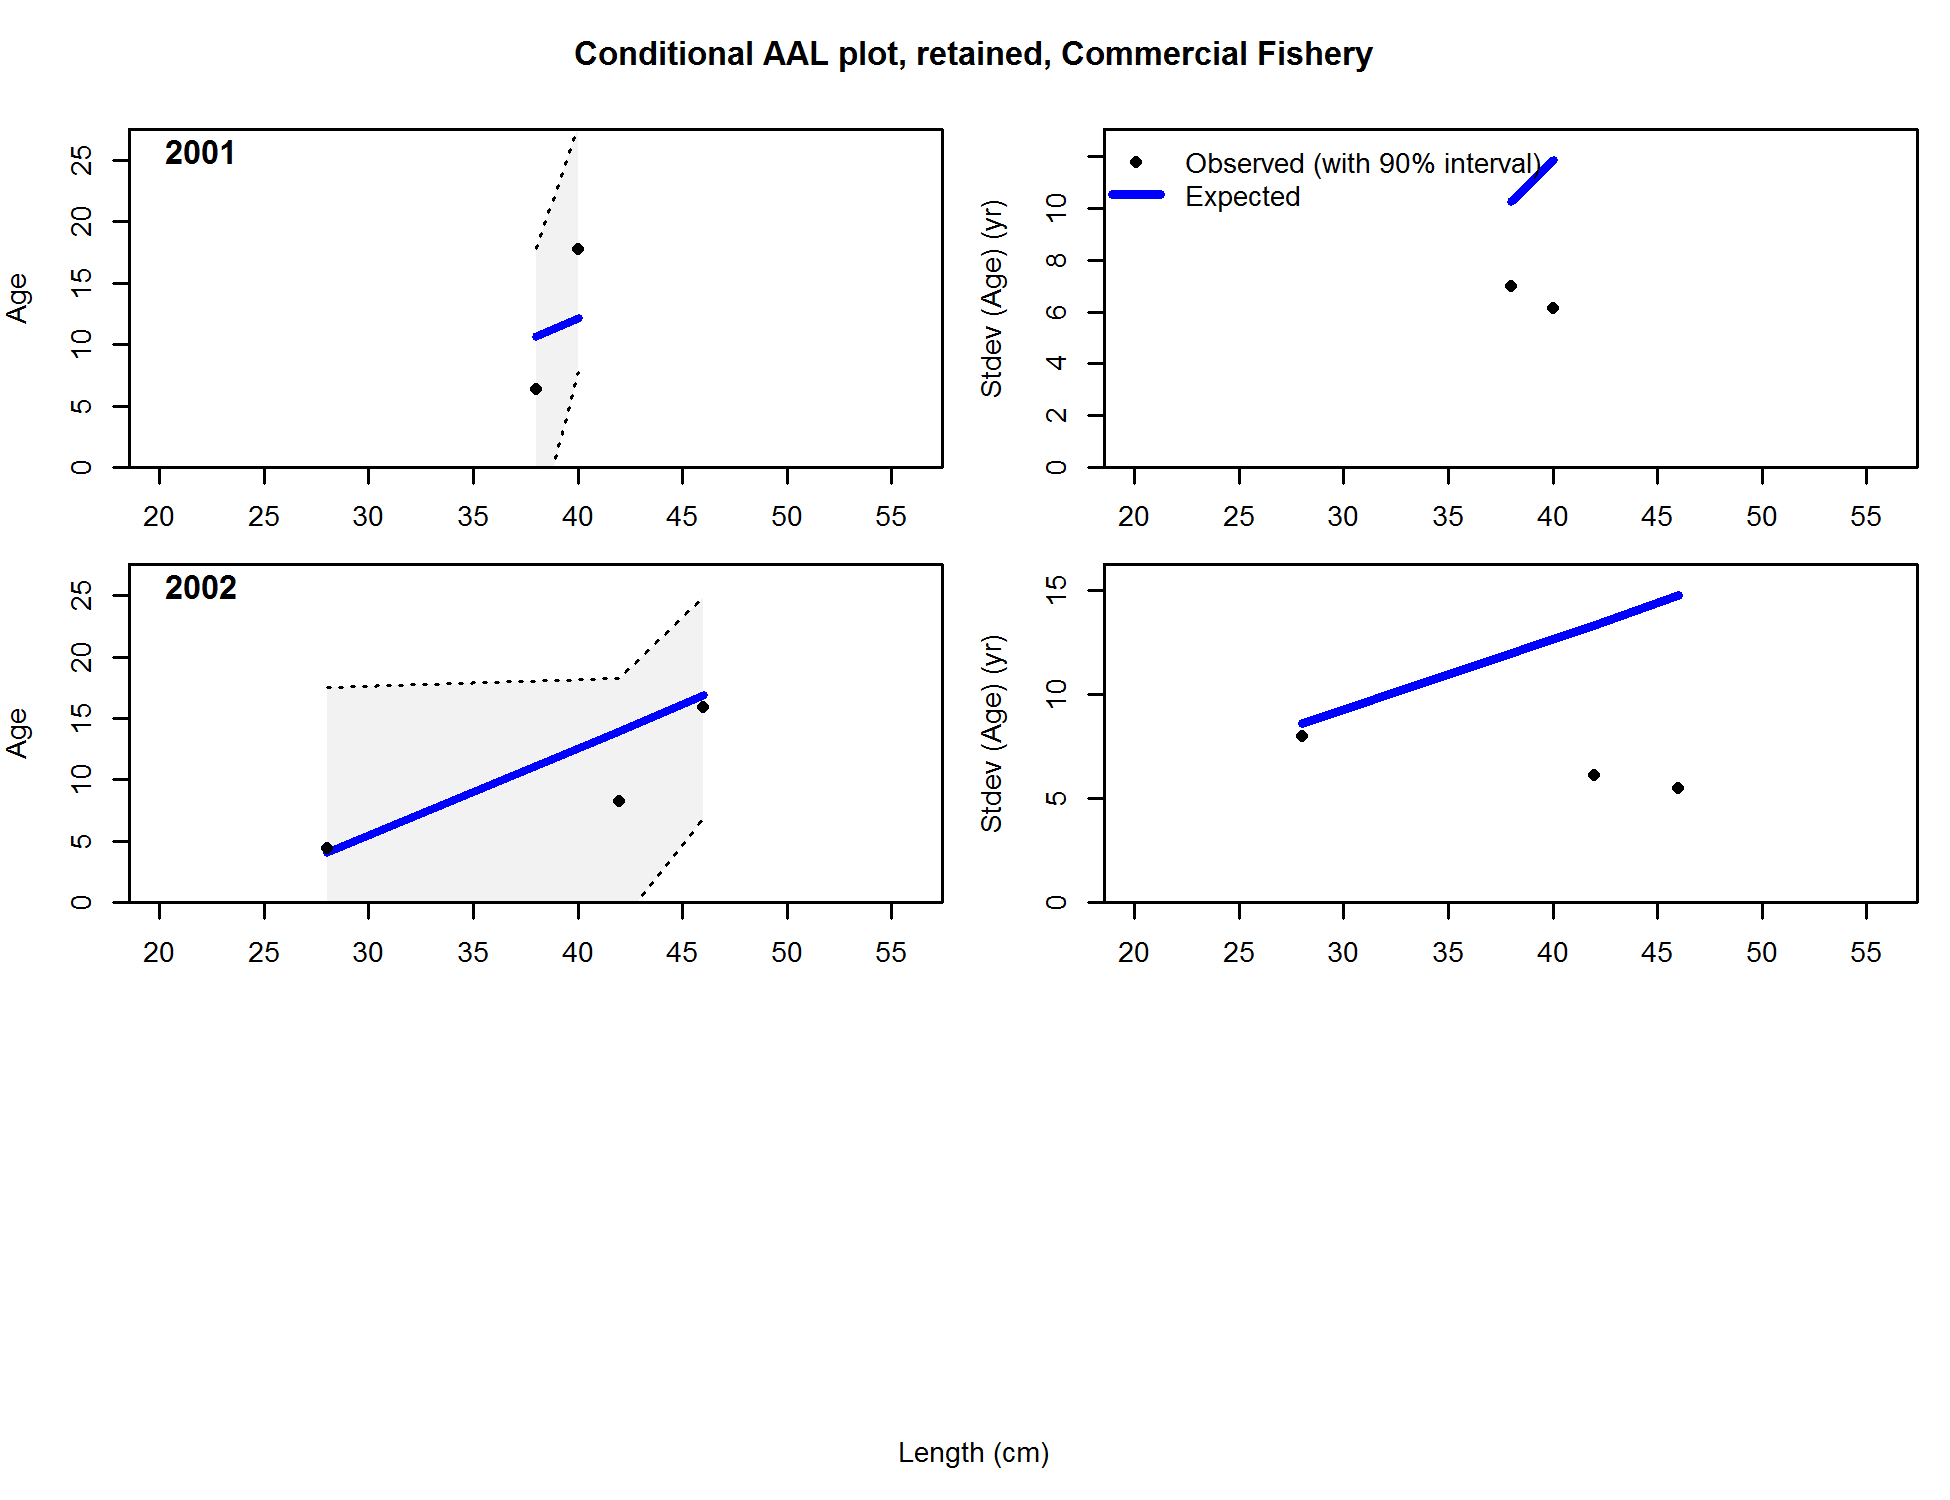 Conditional AAL plot, retained, Commercial Fishery
2001
Age
0 5 10 15 20 25
20 25 30 35 40 45 50 55
Observed (with 90% interval)
Expected
Stdev (Age) (yr)
0 2 4 6 8 10
20 25 30 35 40 45 50 55
2002
Age
0 5 10 15 20 25
20 25 30 35 40 45 50 55
Stdev (Age) (yr)
0 5 10 15
20 25 30 35 40 45 50 55
Length (cm)